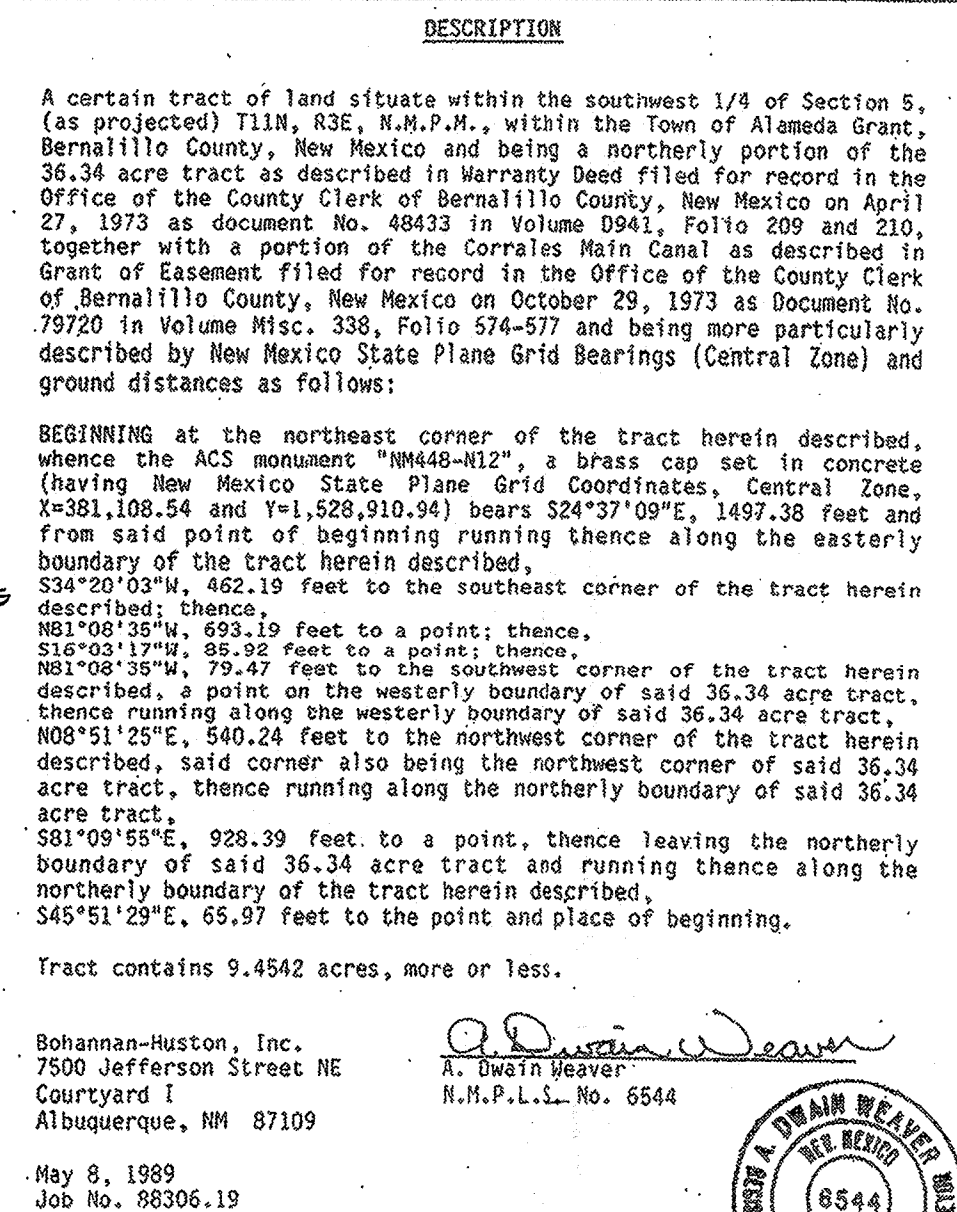 DESCRIPTION
A certain tract of land situate within the southwest 1/4 of Section 5,
(as projected) T11N, R3E, N.M.P.M., within the Town of Alameda Grant,
Bernalillo County, New Mexico and being a northerly portion of the
36.34 acre tract as described in Warranty Deed filed for record in the
Office of the County Clerk of Bernalillo County, New Mexico on April
27, 1973 as document No. 48433 in Volume D941, Folio 209 and 210,
together with a portion of the Corrales Main Canal as described in
Grant of Easement filed for record in the Office of the County Clerk
of Bernalillo County, New Mexico on October 29, 1973 as Document No.
79720 in Volume Misc. 338, Folio 574-577 and being more particularly
described by New Mexico State Plane Grid Bearings (Central Zone) and
ground distances as follows:
BEGINNING at the northeast corner of the tract herein described,
whence the ACS monument "NM448-N12", a brass cap set in concrete
(having New Mexico State Plane Grid Coordinates, Central Zone,
X=381,108.54 and Y=1,528,910.94) bears S24°37'09"E, 1497.38 feet and
from said point of beginning running thence along the easterly
boundary of the tract herein described,
S34°20'03"W, 462.19 feet to the southeast corner of the tract herein
described; thence,
N81°08'35"W, 693.19 feet to a point; thence,
S16°03'17"W, 85.92 feet to a point; thence,
N81°08'35"W, 79.47 feet to the southwest corner of the tract herein
described, a point on the westerly boundary of said 36.34 acre tract,
thence running along the westerly boundary of said 36.34 acre tract,
N08°51'25"E, 540.24 feet to the northwest corner of the tract herein
described, said corner also being the northwest corner of said 36.34
acre tract, thence running along the northerly boundary of said 36.34
acre tract,
S81°09'55"E, 928.39 feet to a point, thence leaving the northerly
boundary of said 36.34 acre tract and running thence along the
northerly boundary of the tract herein described,
S45°51'29"E, 65.97 feet to the point and place of beginning.
Tract contains 9.4542 acres, more or less.
Bohannan-Huston, Inc.
7500 Jefferson Street NE
Courtyard I
Albuquerque, NM 87109
A. Dwain Weaver
A. Dwain Weaver
N.M.P.L.S. No. 6544
May 8, 1989
Job No. 88306.19
A. DWAIN WEAVER
NEW MEXICO
6544